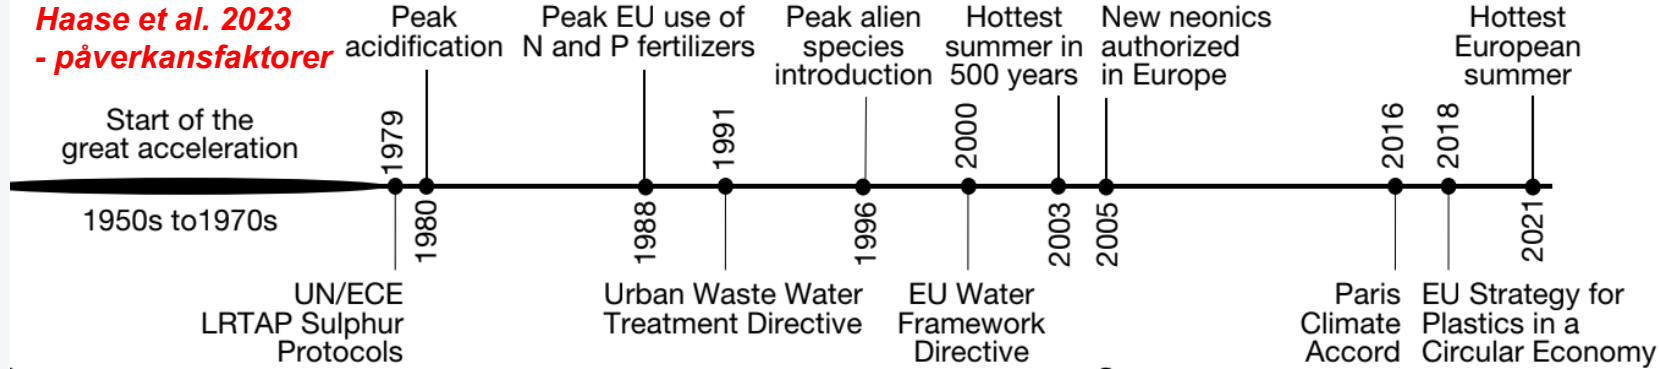 Haase et al. 2023
- påverkansfaktorer
Peak
acidification
Peak EU use of
N and P fertilizers
Peak alien
species
introduction
Hottest
summer in
500 years
New neonics
authorized
in Europe
Hottest
European
summer
Start of the
great acceleration
1950s to1970s
1979
1980
1988
1991
1996
2000
2003
2005
2016
2018
2021
UN/ECE
LRTAP Sulphur
Protocols
Urban Waste Water
Treatment Directive
EU Water
Framework
Directive
Paris
Climate
Accord
EU Strategy for
Plastics in a
Circular Economy